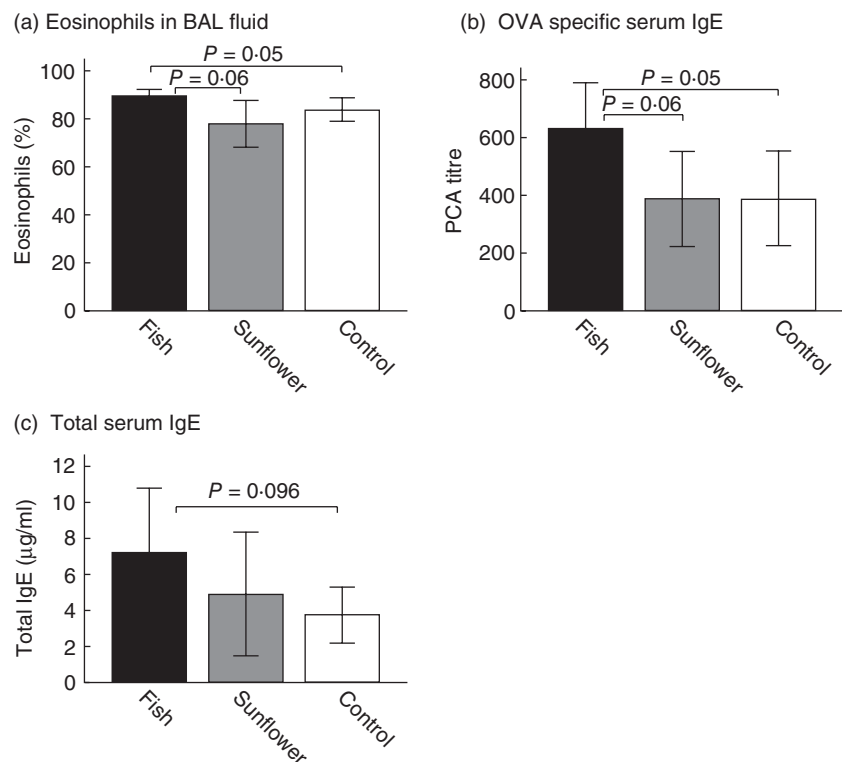 (a) Eosinophils in BAL fluid
P = 0·05
P = 0·06
100
80
60
40
20
0
Eosinophils (%)
Fish
Sunflower
Control
(b) OVA specific serum IgE
P = 0·05
P = 0·06
800
600
400
200
0
PCA titre
Fish
Sunflower
Control
(c) Total serum IgE
P = 0·096
12
10
8
6
4
2
0
Total IgE (μg/ml)
Fish
Sunflower
Control